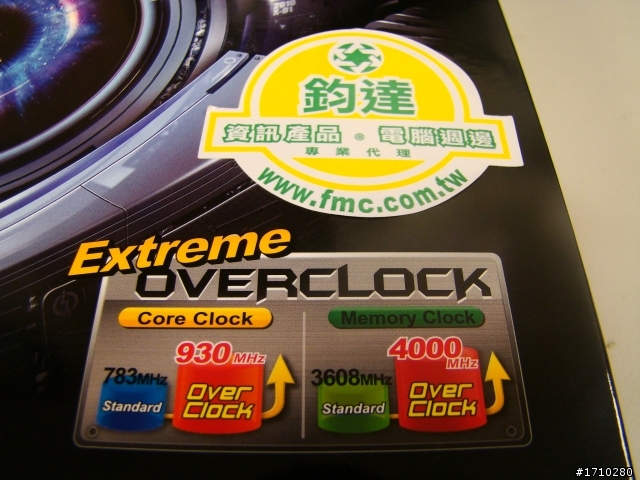 鈞達
資訊產品。電腦週邊
專業代理
www.fmc.com.tw
Extreme
OVERCLOCK
Core Clock
Memory Clock
783MHz
Standard
930MHz
Over Clock
3608MHz
Standard
4000MHz
Over Clock
#1710280